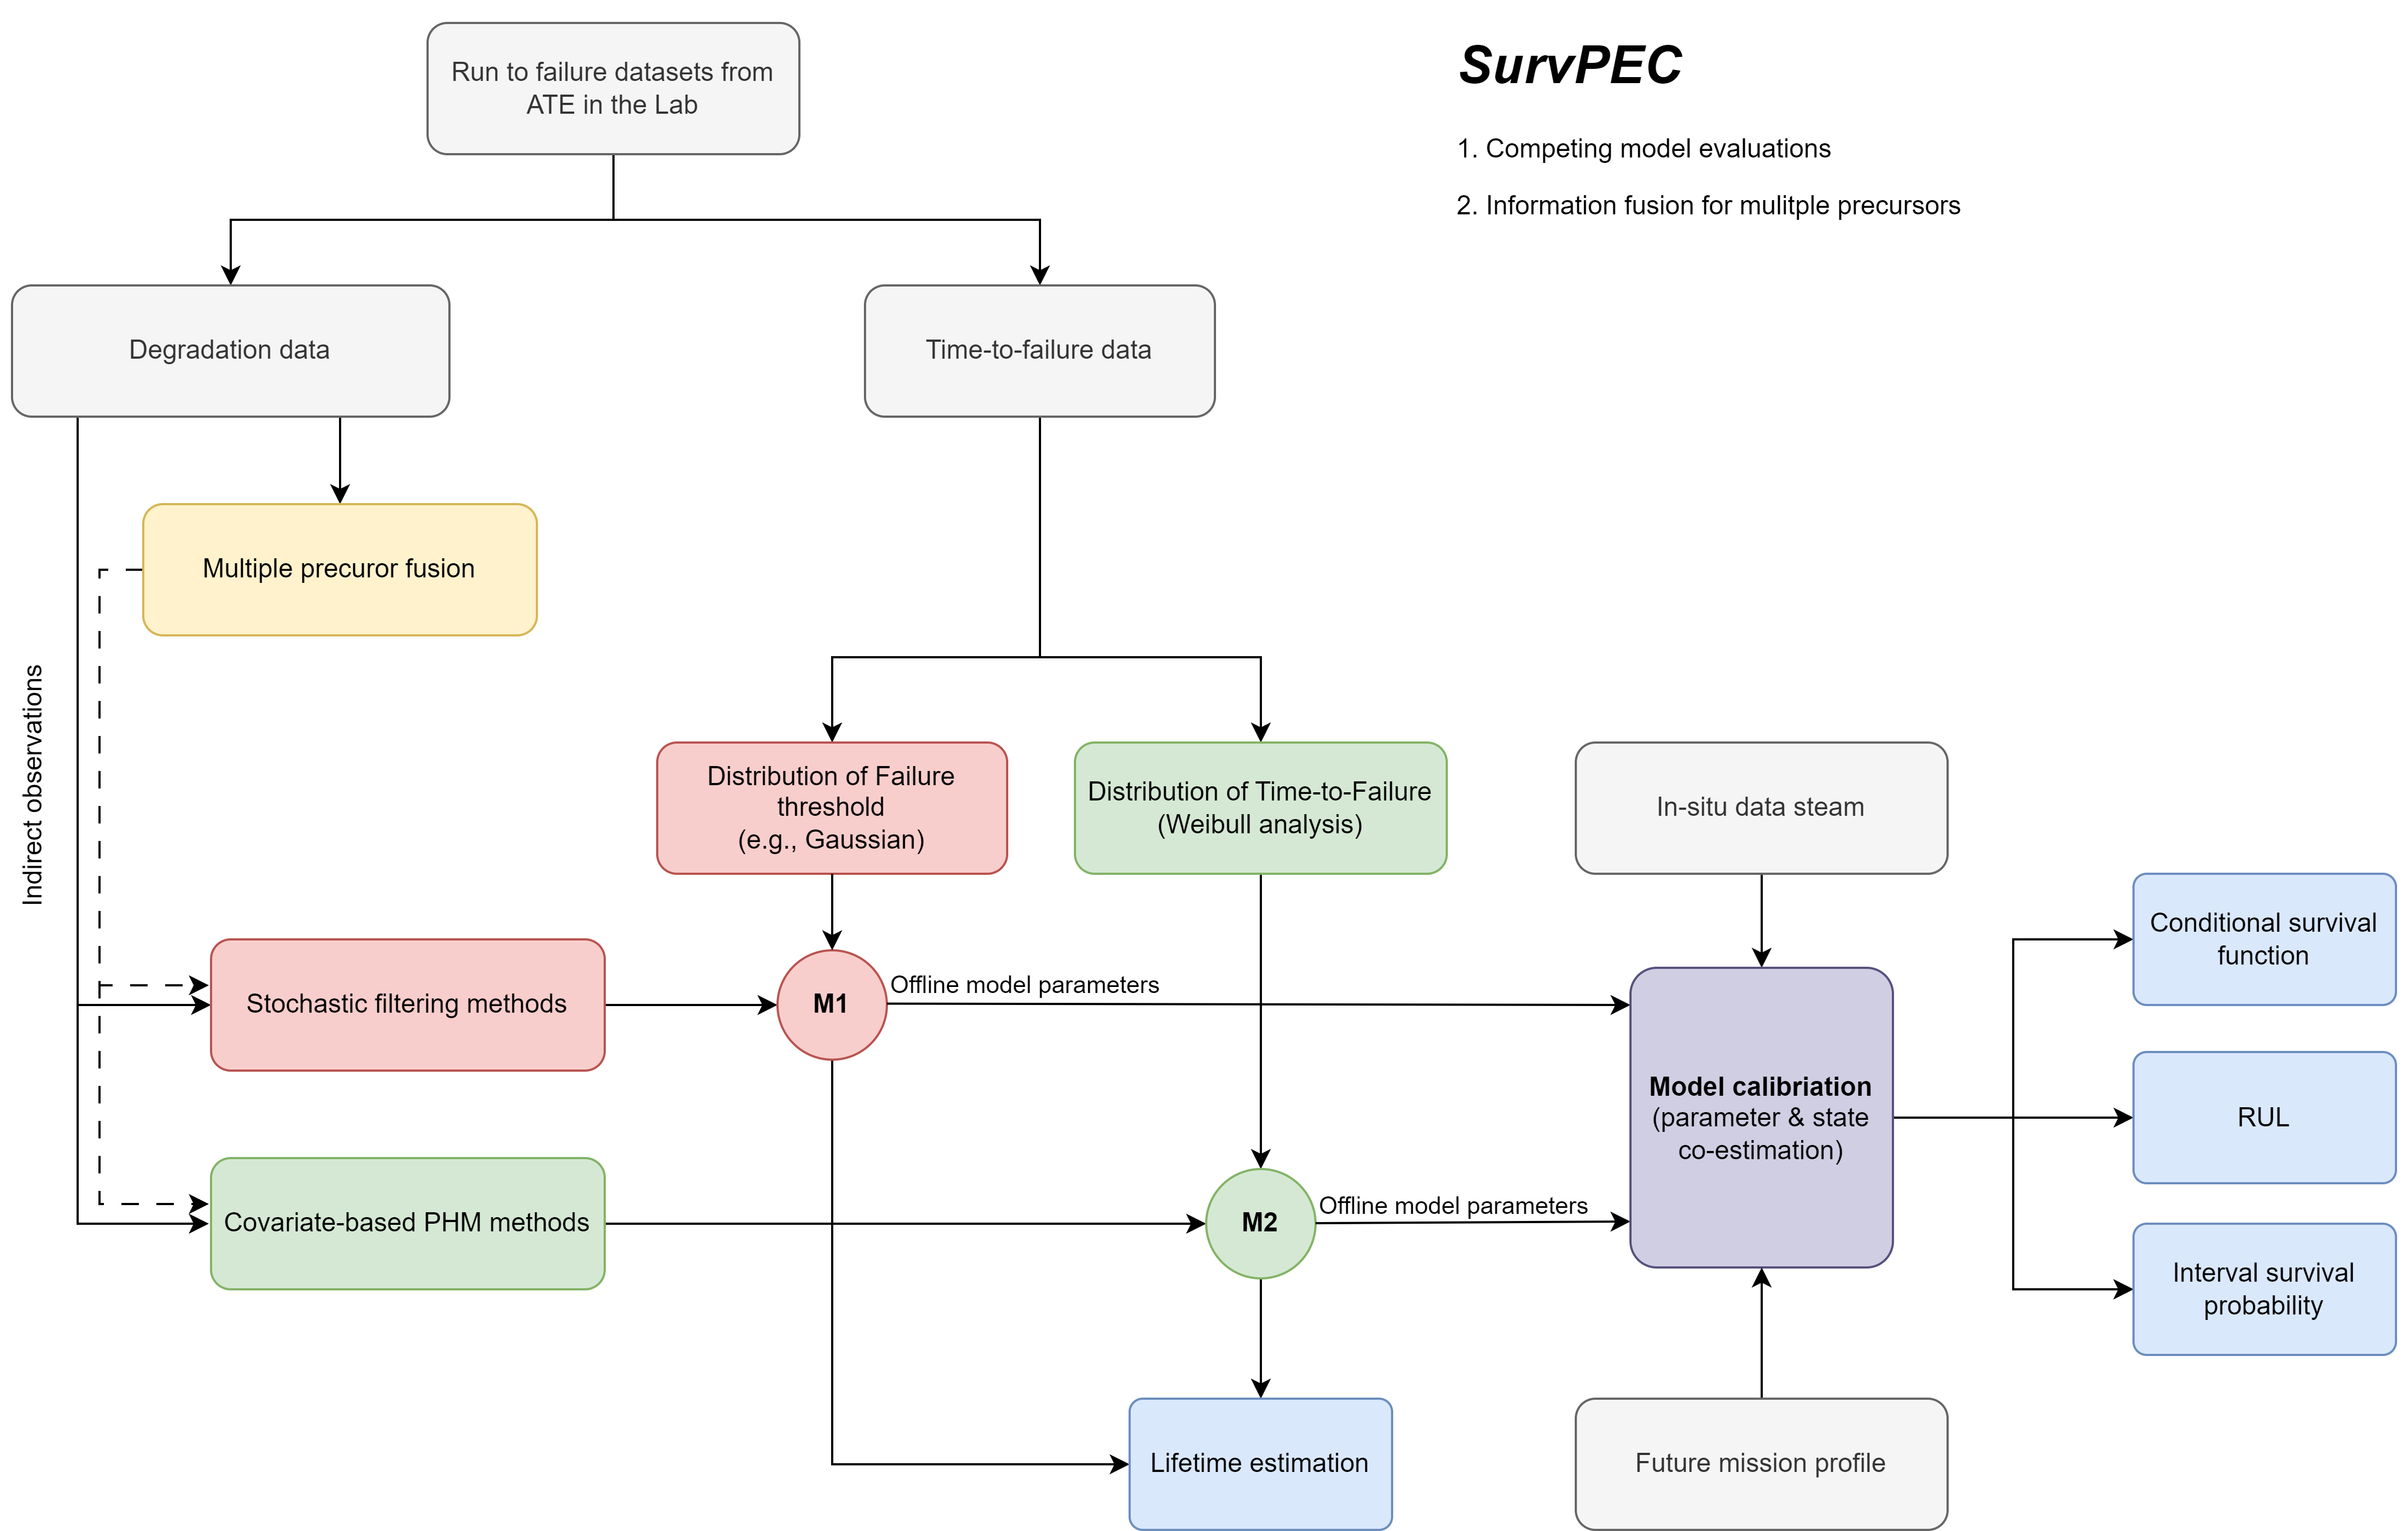 Run to failure datasets from
ATE in the Lab
SurvPEC
1. Competing model evaluations
2. Information fusion for mulitple precursors
Degradation data
Time-to-failure data
Multiple precuror fusion
Indirect observations
Distribution of Failure
threshold
(e.g., Gaussian)
Distribution of Time-to-Failure
(Weibull analysis)
In-situ data steam
Stochastic filtering methods
M1
Offline model parameters
Conditional survival
function
Model calibriation
(parameter & state
co-estimation)
RUL
Covariate-based PHM methods
M2
Offline model parameters
Interval survival
probability
Lifetime estimation
Future mission profile